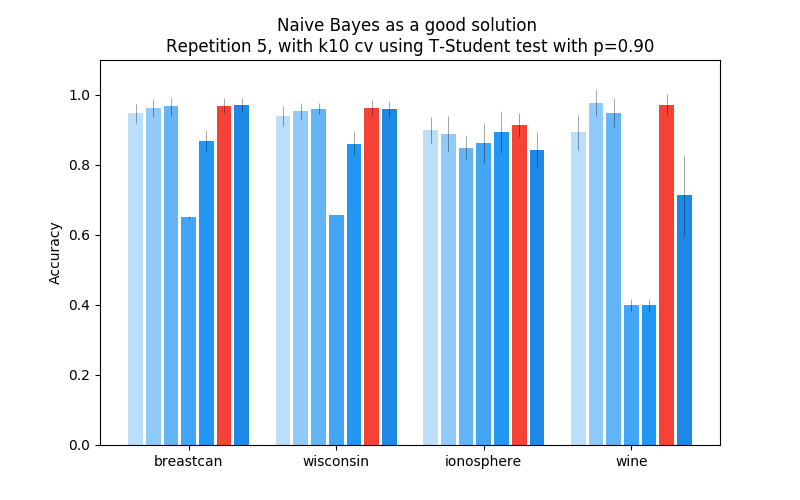 Naive Bayes as a good solution
Repetition 5, with k10 cv using T-Student test with p=0.90
1.0
0.8
0.6
0.4
0.2
0.0
Accuracy
breastcan
wisconsin
ionosphere
wine